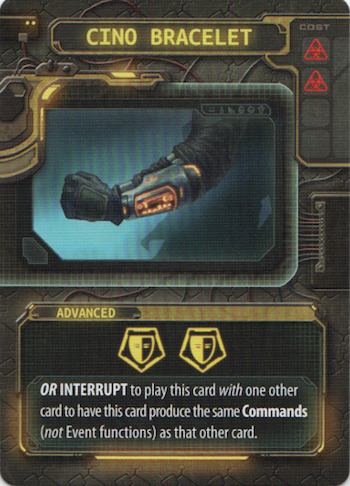 CINO BRACELET
COST
ADVANCED
OR INTERRUPT to play this card with one other
card to have this card produce the same Commands
(not Event functions) as that other card.